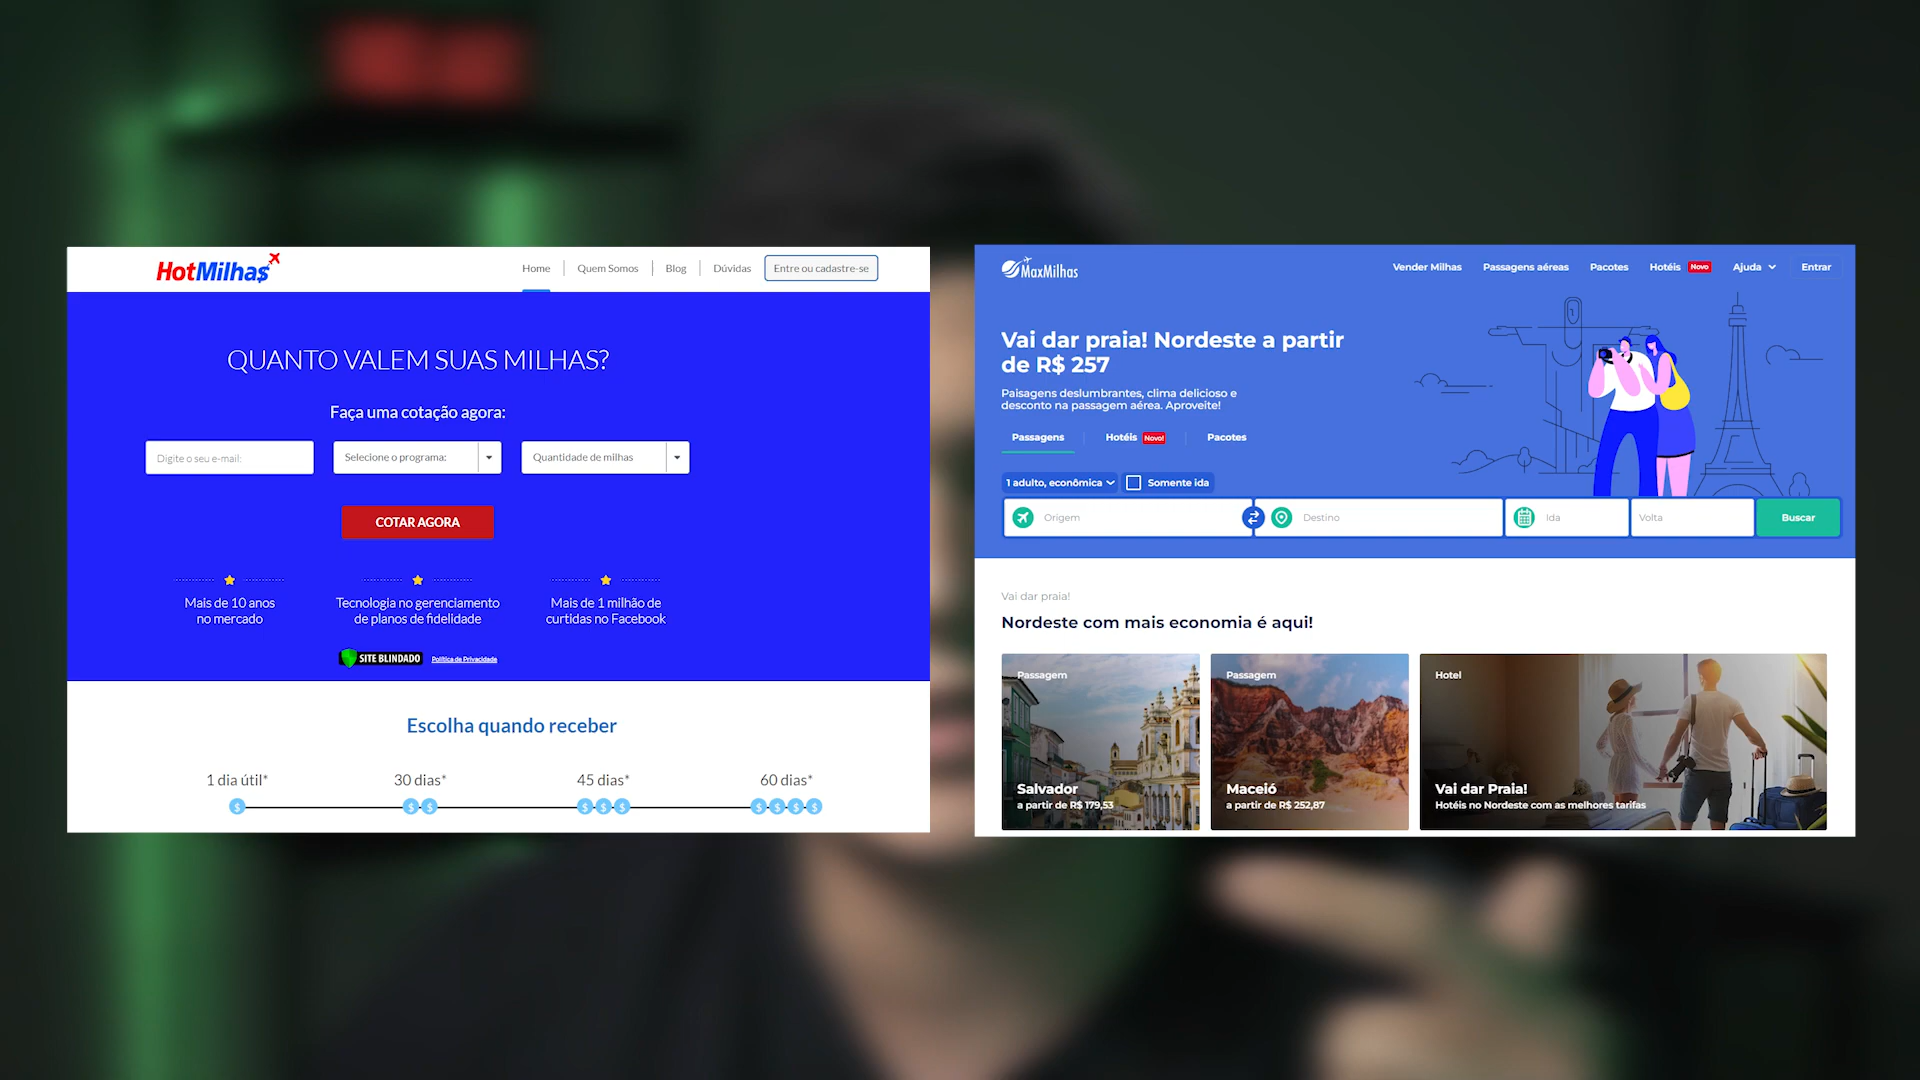 HotMilhas
Home
Quem Somos
Blog
Dúvidas
Entre ou cadastre-se
QUANTO VALEM SUAS MILHAS?
Faça uma cotação agora:
Digite o seu e-mail:
Selecione o programa:
Quantidade de milhas
COTAR AGORA
Mais de 10 anos
no mercado
Tecnologia no gerenciamento
de planos de fidelidade
Mais de 1 milhão de
curtidas no Facebook
SITE BLINDADO
Política de Privacidade
Escolha quando receber
1 dia útil*
30 dias*
45 dias*
60 dias*
$ $ $ $ $ $ $ $ $ $
MaxMilhas
Vender Milhas
Passagens aéreas
Pacotes
Hotéis Novo
Ajuda
Entrar
Vai dar praia! Nordeste a partir
de R$ 257
Paisagens deslumbrantes, clima delicioso e
desconto na passagem aérea. Aproveite!
Passagens
Hotéis Novo!
Pacotes
1 adulto, econômica
Somente ida
Origem
Destino
Ida
Volta
Buscar
Vai dar praia!
Nordeste com mais economia é aqui!
Passagem
Salvador
a partir de R$ 179,53
Passagem
Maceió
a partir de R$ 252,87
Hotel
Vai dar Praia!
Hotéis no Nordeste com as melhores tarifas